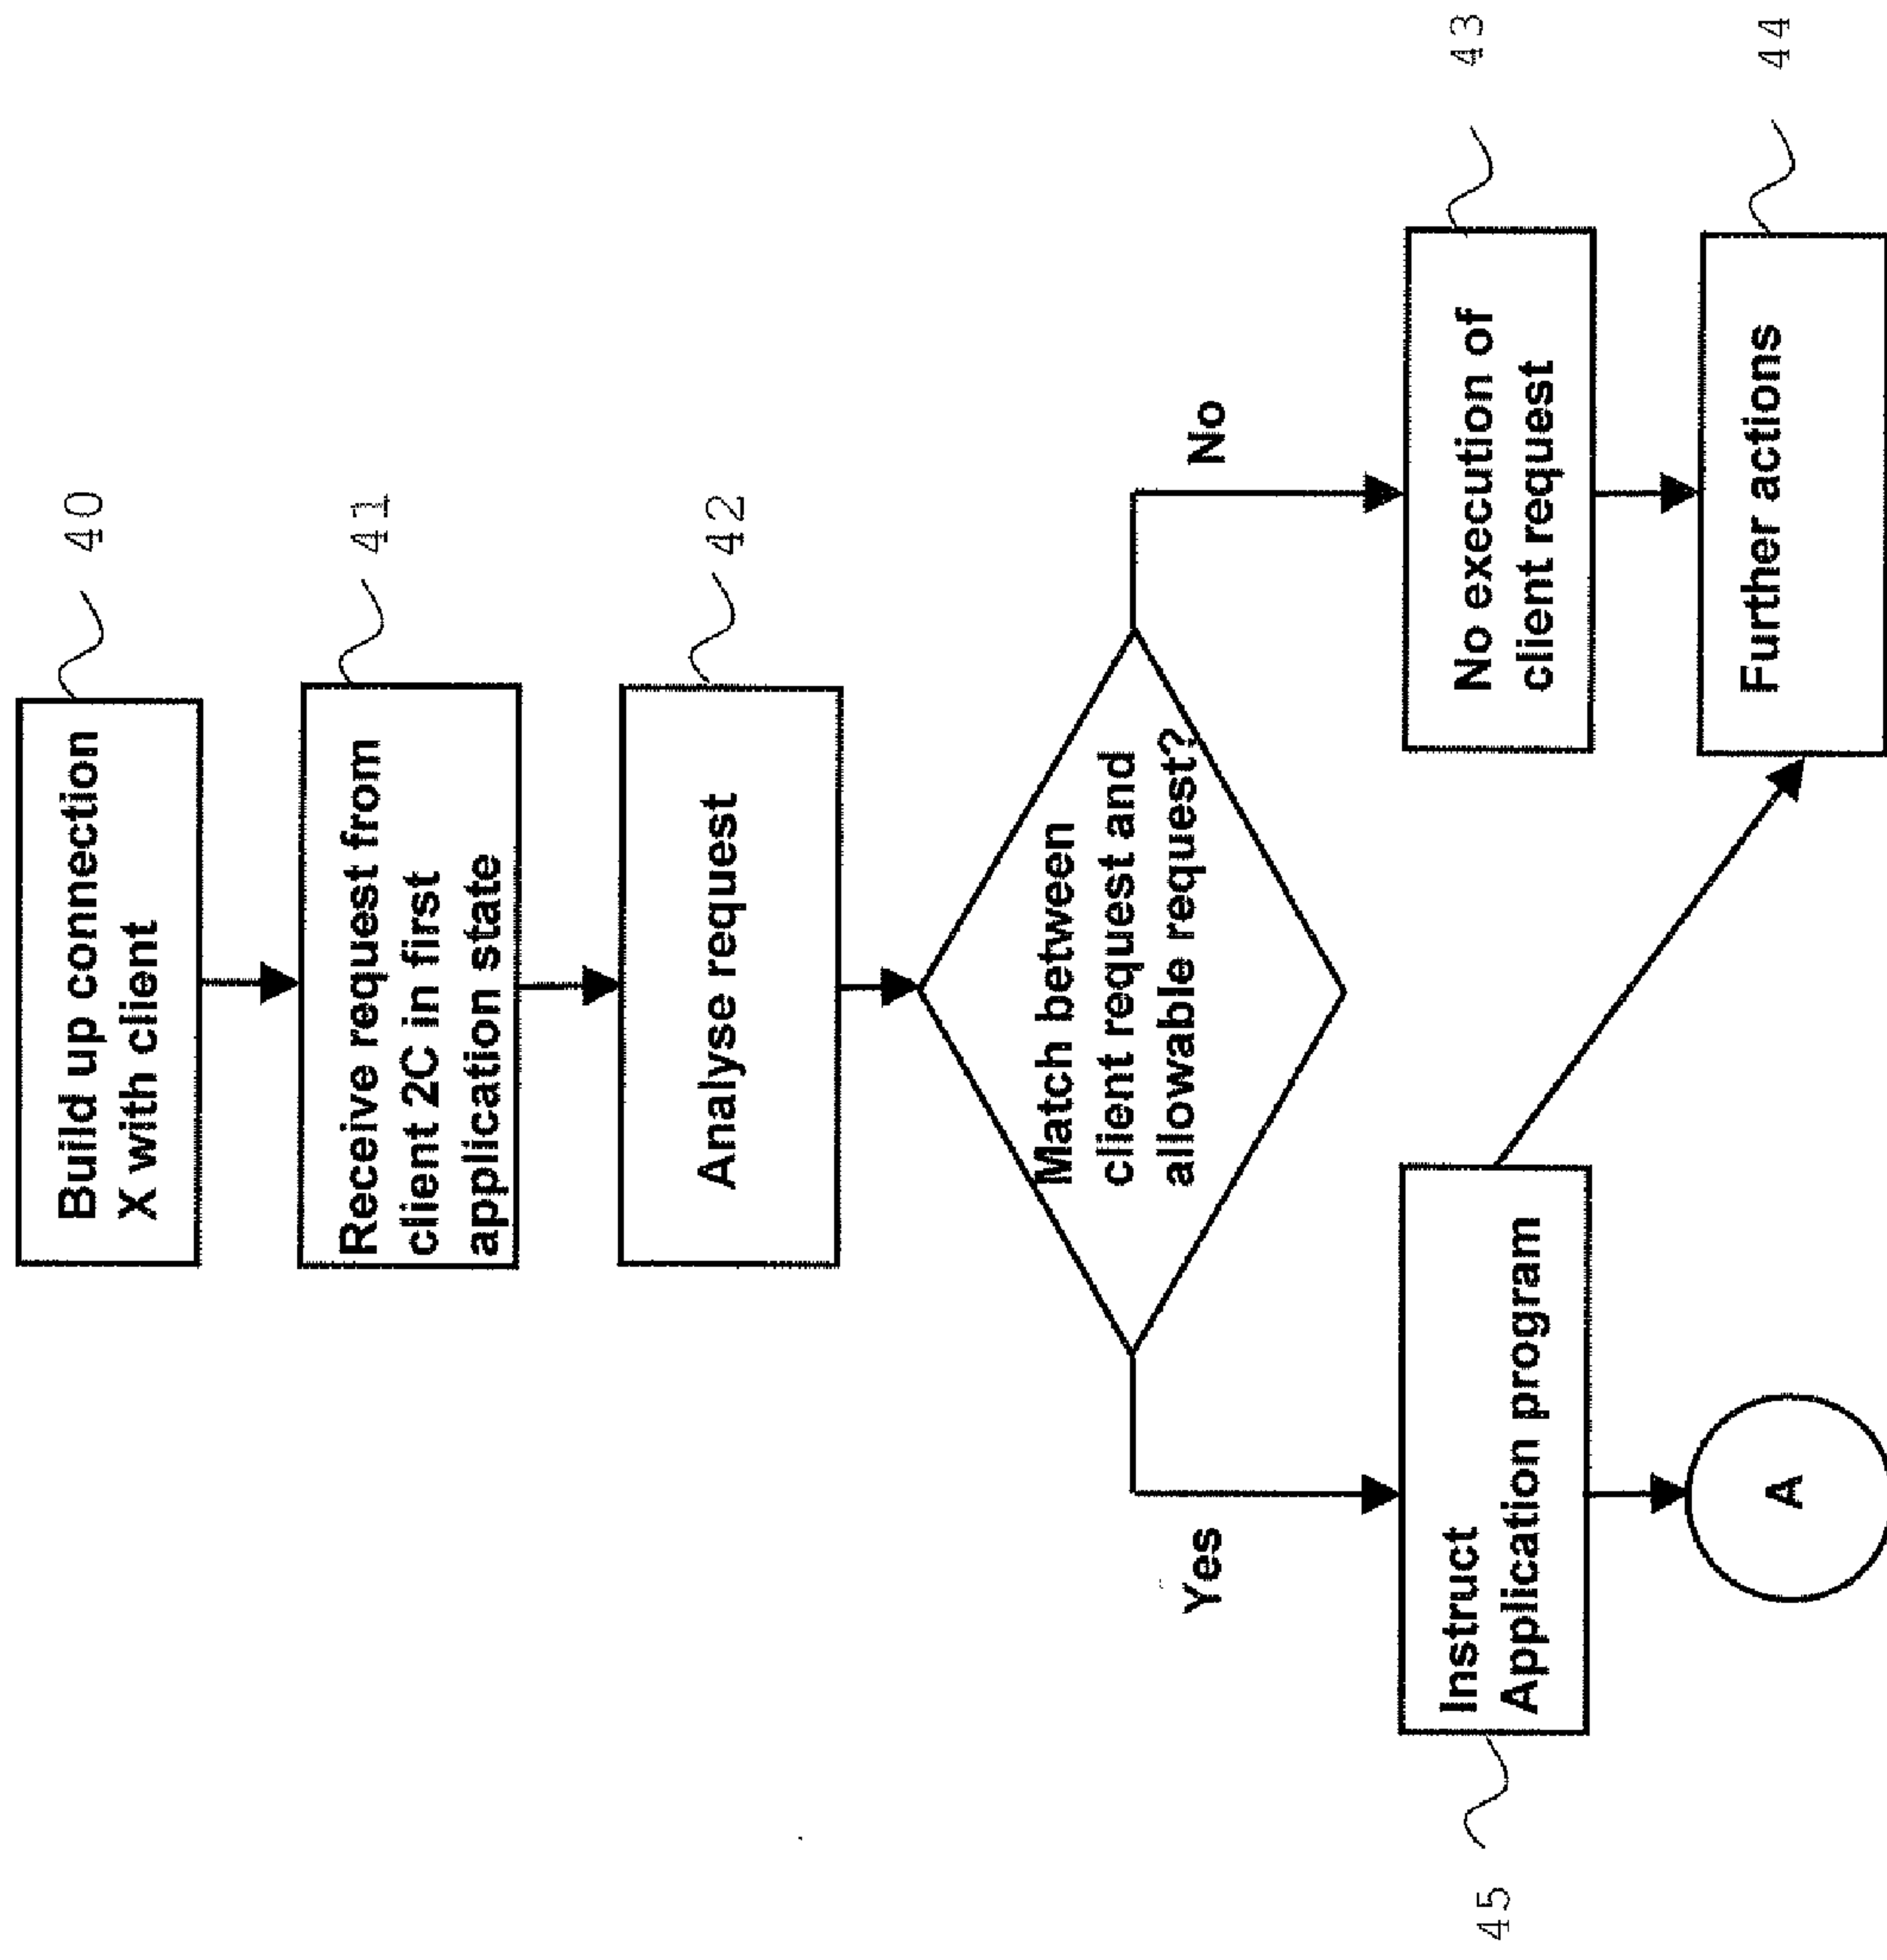 Build up connection
X with client
40
Receive request from
client 2C in first
application state
41
Analyse request
42
Match between
client request and
allowable request?
Yes
No
Instruct
Application program
45
No execution of
client request
43
A
Further actions
44